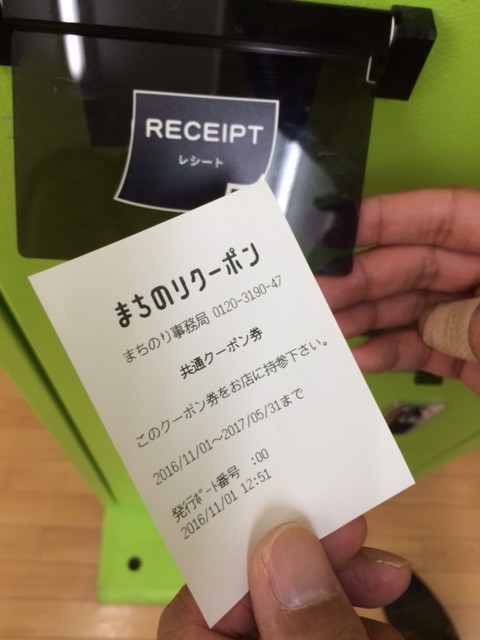 RECEIPT
レシート
まちのりクーポン
まちのり事務局 0120-3190-47
共通クーポン券
このクーポン券をお店に持参下さい。
2016/11/01～2017/05/31まで
発行ﾎﾟｰﾄ番号 :00
2016/11/01 12:51